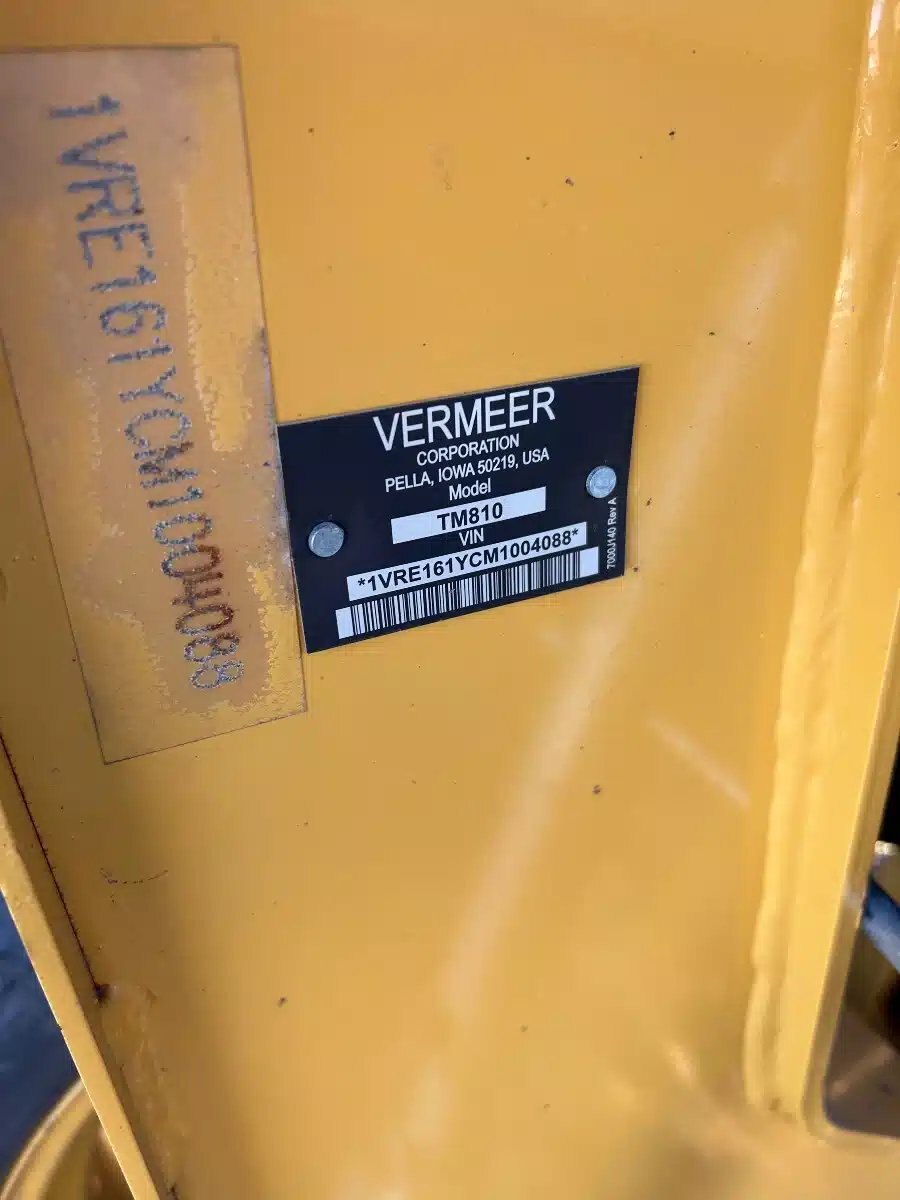 1VRE161YCM1004088
VERMEER
CORPORATION
PELLA, IOWA 50219, USA
Model
TM810
VIN
*1VRE161YCM1004088*
7000J140 Rev A